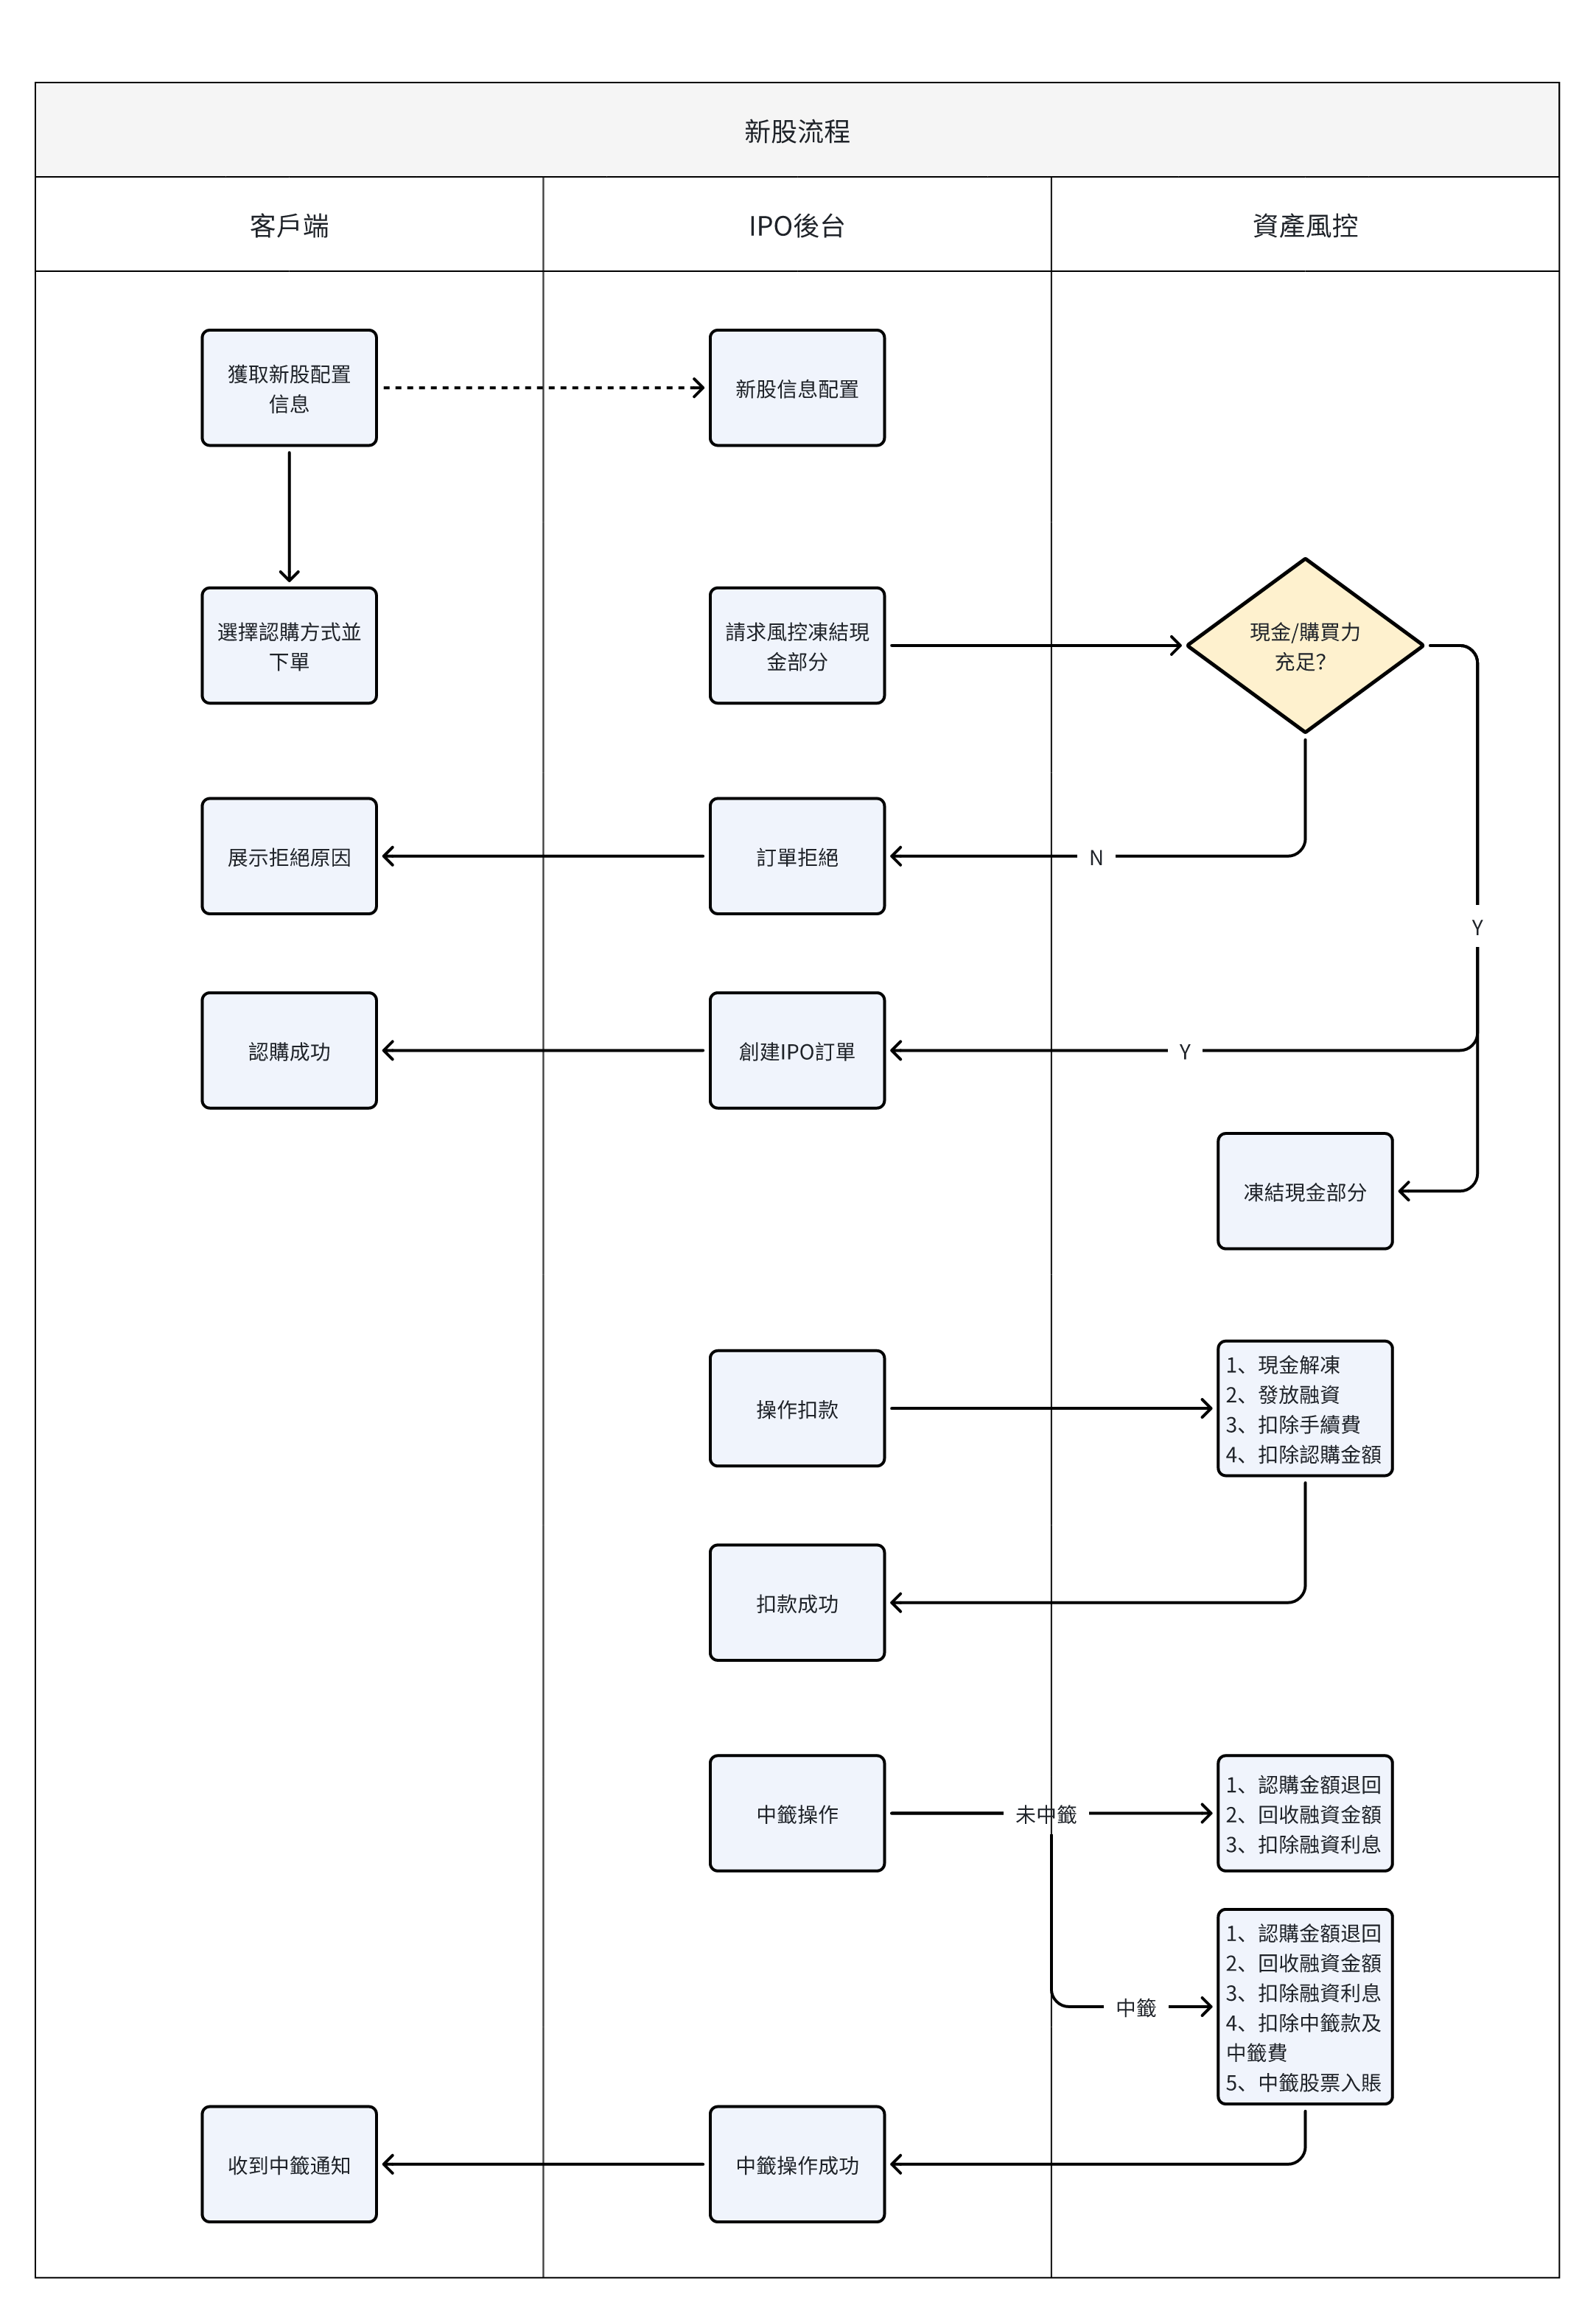 新股流程
客戶端
IPO後台
資產風控
獲取新股配置
信息
新股信息配置
選擇認購方式並
下單
請求風控凍結現
金部分
現金/購買力
充足？
展示拒絕原因
訂單拒絕
N
Y
認購成功
創建IPO訂單
Y
凍結現金部分
操作扣款
1、現金解凍
2、發放融資
3、扣除手續費
4、扣除認購金額
扣款成功
中籤操作
未中籤
1、認購金額退回
2、回收融資金額
3、扣除融資利息
中籤
1、認購金額退回
2、回收融資金額
3、扣除融資利息
4、扣除中籤款及
中籤費
5、中籤股票入賬
收到中籤通知
中籤操作成功